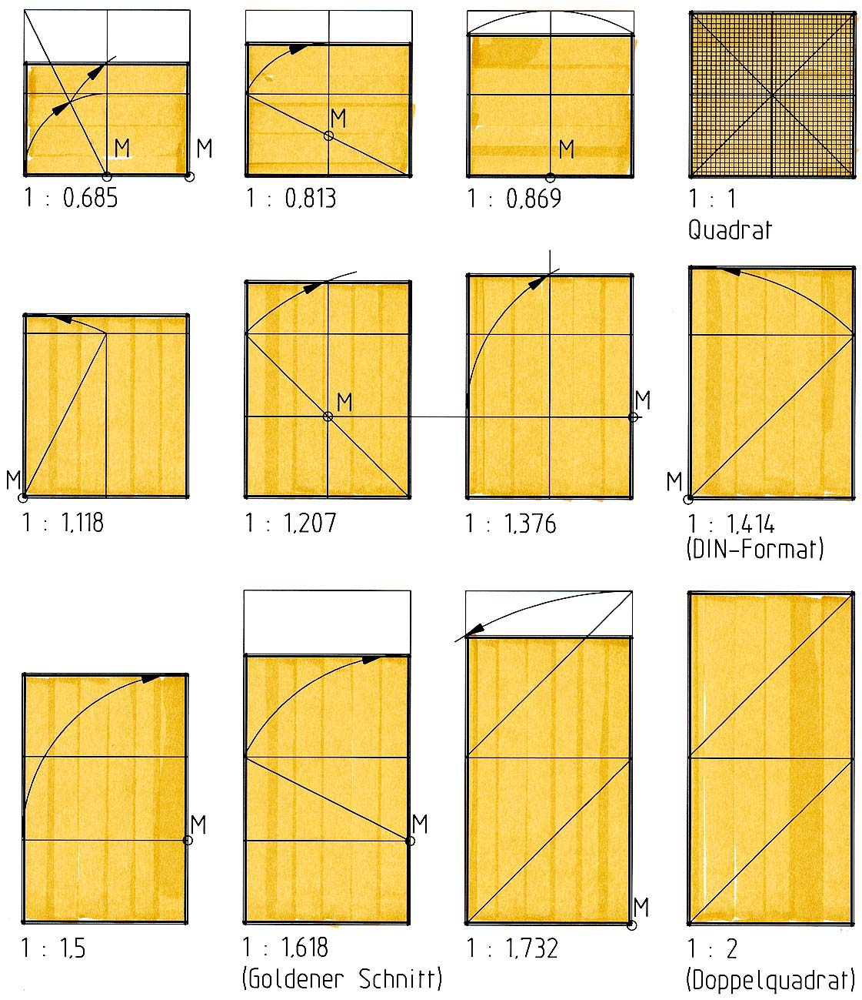 M
M
1 : 0,685
M
1 : 0,813
M
1 : 0,869
1 : 1
Quadrat
M
1 : 1,118
M
1 : 1,207
M
1 : 1,376
M
1 : 1,414
(DIN-Format)
M
1 : 1,5
M
1 : 1,618
(Goldener Schnitt)
M
1 : 1,732
1 : 2
(Doppelquadrat)